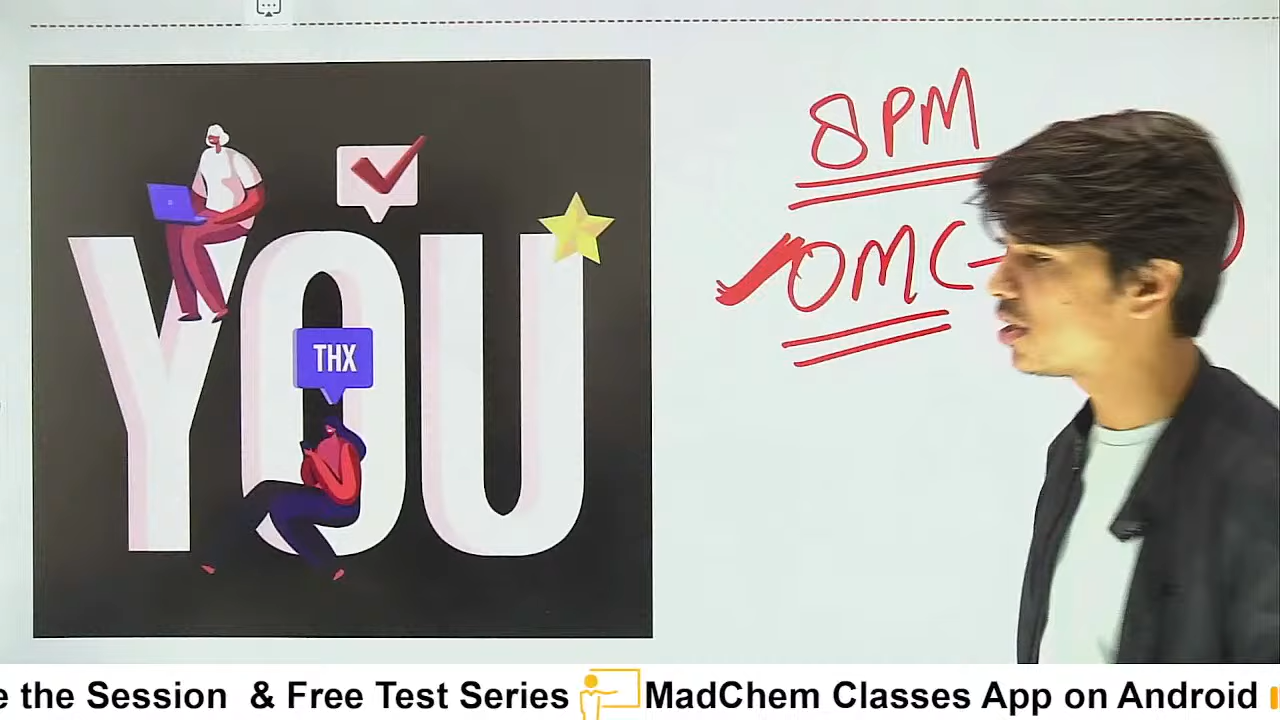 8PM
OMC-
YOU
THX
e the Session & Free Test Series MadChem Classes App on Android